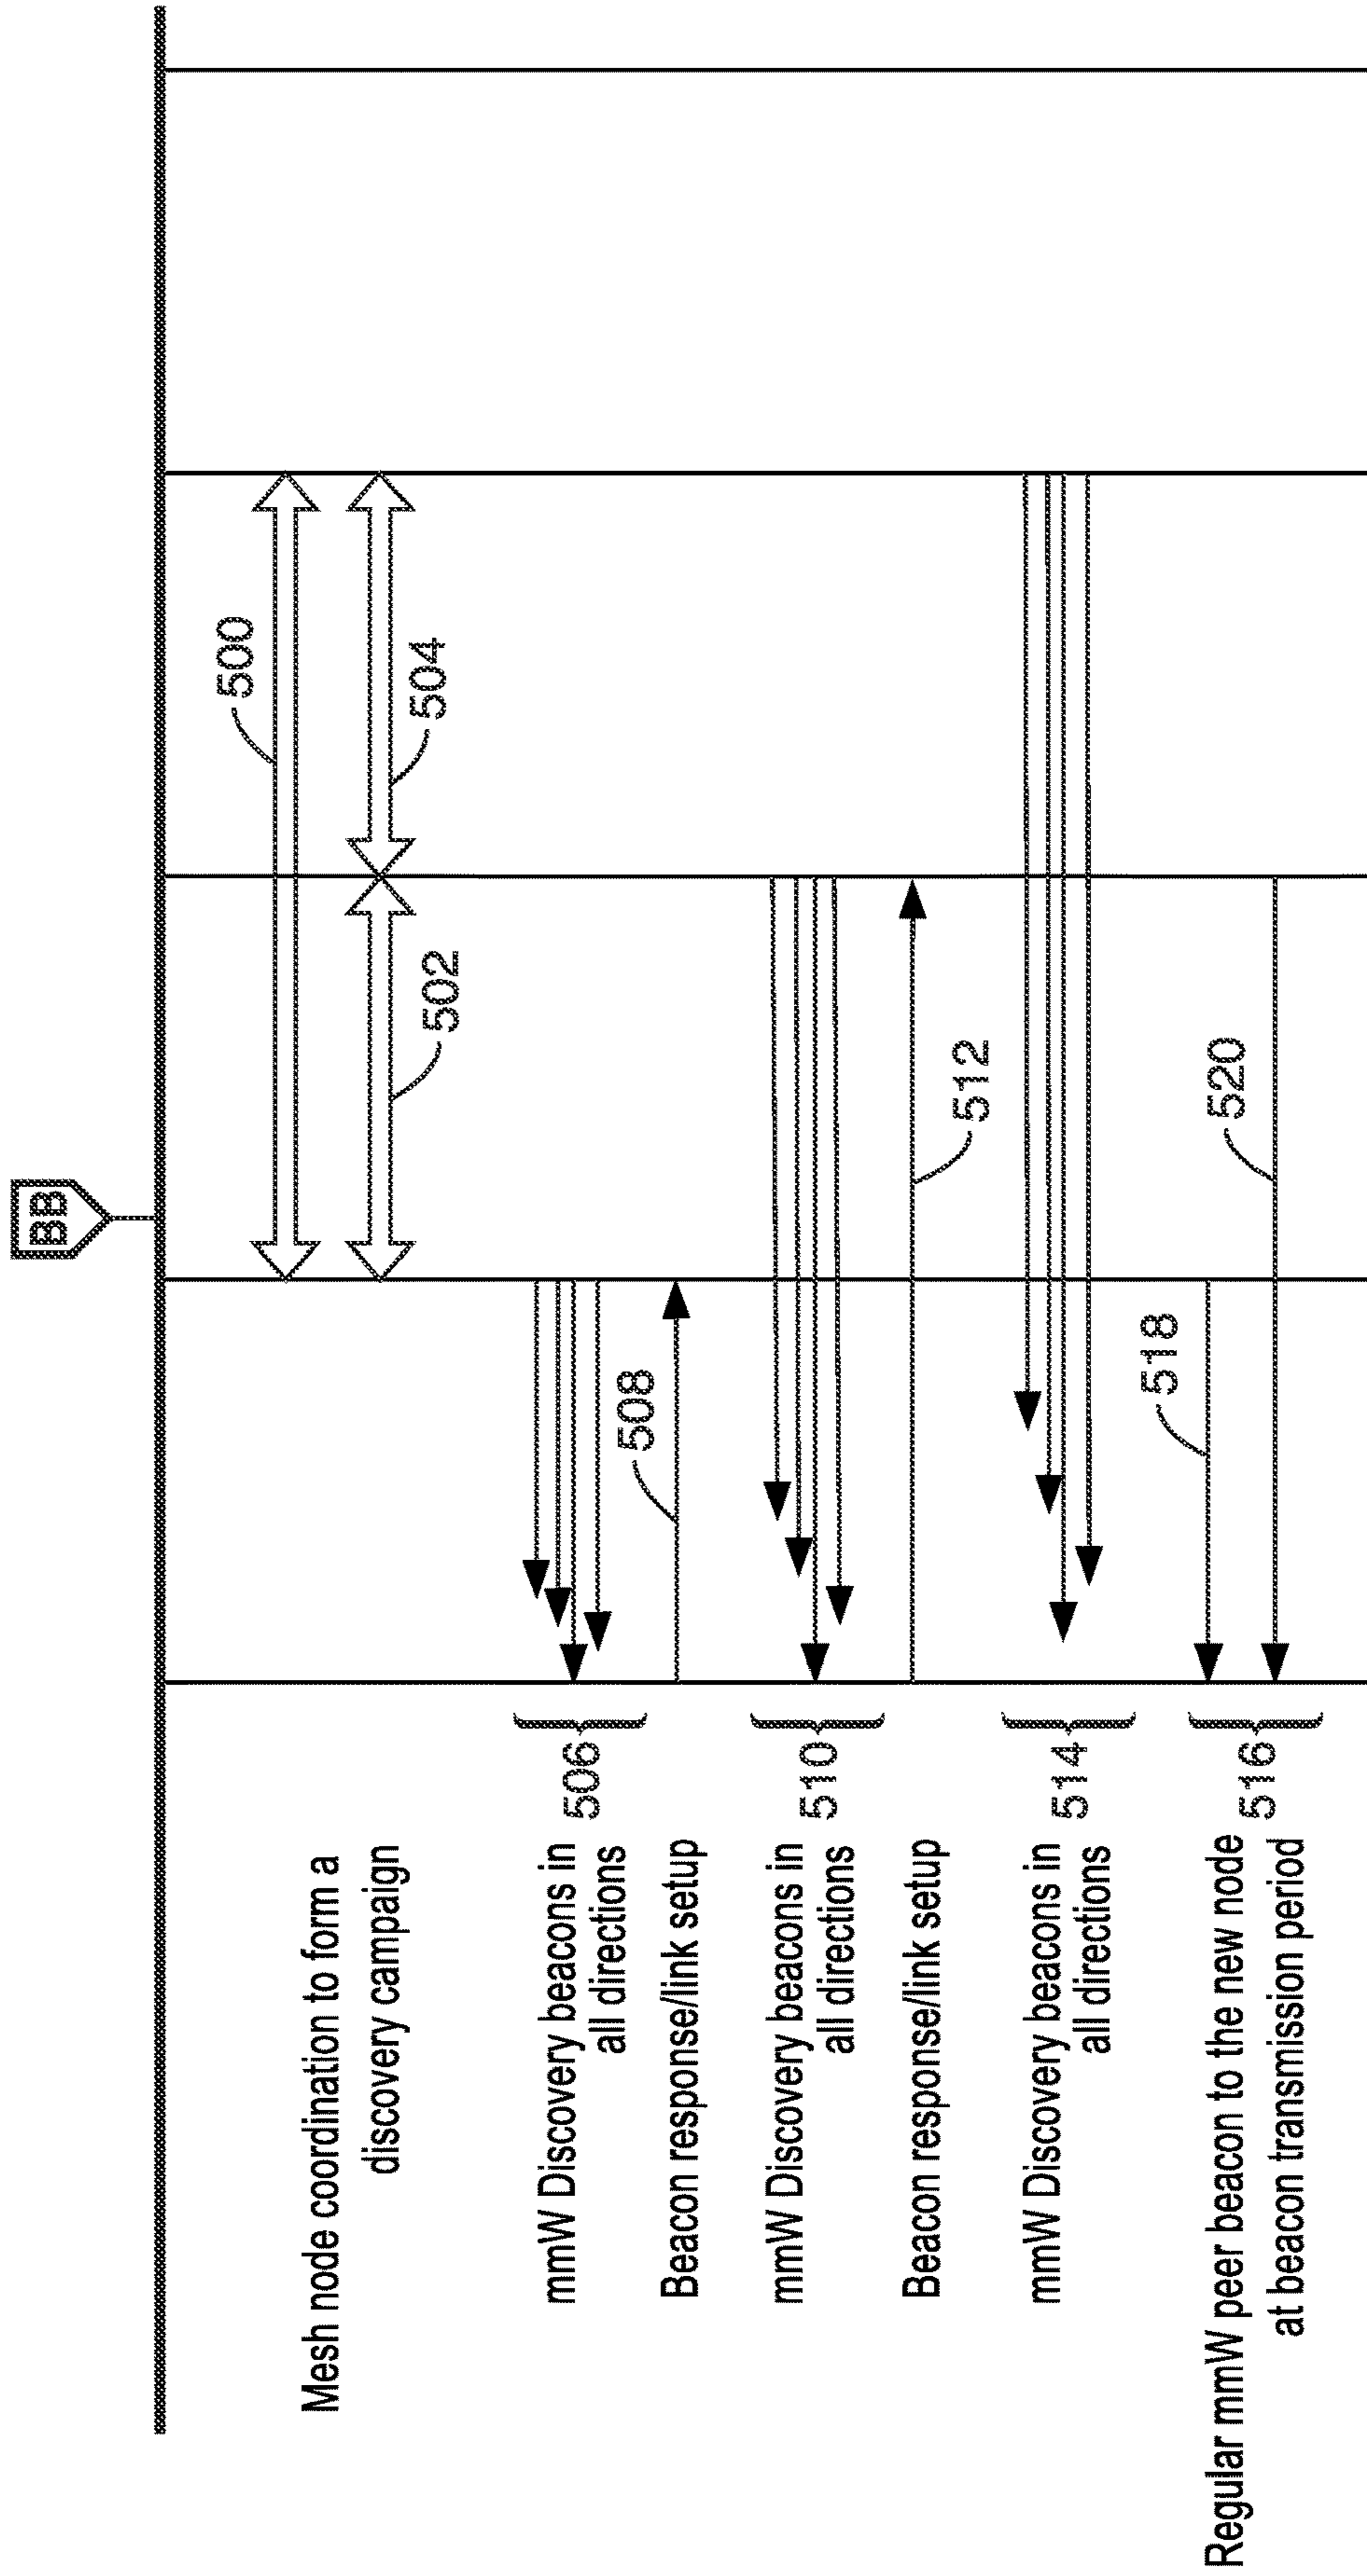 BB
Mesh node coordination to form a
discovery campaign
500
502
504
mmW Discovery beacons in
all directions
506
Beacon response/link setup
508
mmW Discovery beacons in
all directions
510
Beacon response/link setup
512
mmW Discovery beacons in
all directions
514
Regular mmW peer beacon to the new node
at beacon transmission period
516
518
520